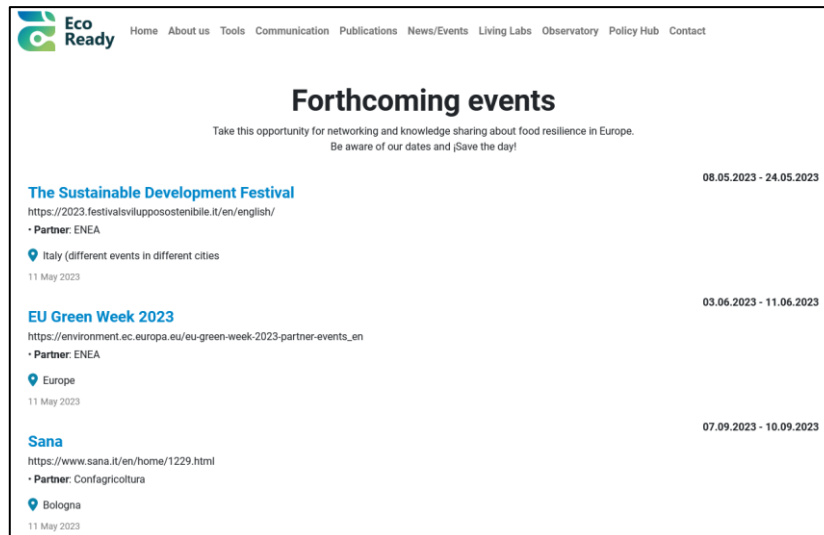 Eco
Ready
Home About us Tools Communication Publications News/Events Living Labs Observatory Policy Hub Contact
Forthcoming events
Take this opportunity for networking and knowledge sharing about food resilience in Europe.
Be aware of our dates and ¡Save the day!
08.05.2023 - 24.05.2023
The Sustainable Development Festival
https://2023.festivalsvilupposostenibile.it/en/english/
• Partner: ENEA
Italy (different events in different cities
11 May 2023
03.06.2023 - 11.06.2023
EU Green Week 2023
https://environment.ec.europa.eu/eu-green-week-2023-partner-events_en
• Partner: ENEA
Europe
11 May 2023
07.09.2023 - 10.09.2023
Sana
https://www.sana.it/en/home/1229.html
• Partner: Confagricoltura
Bologna
11 May 2023